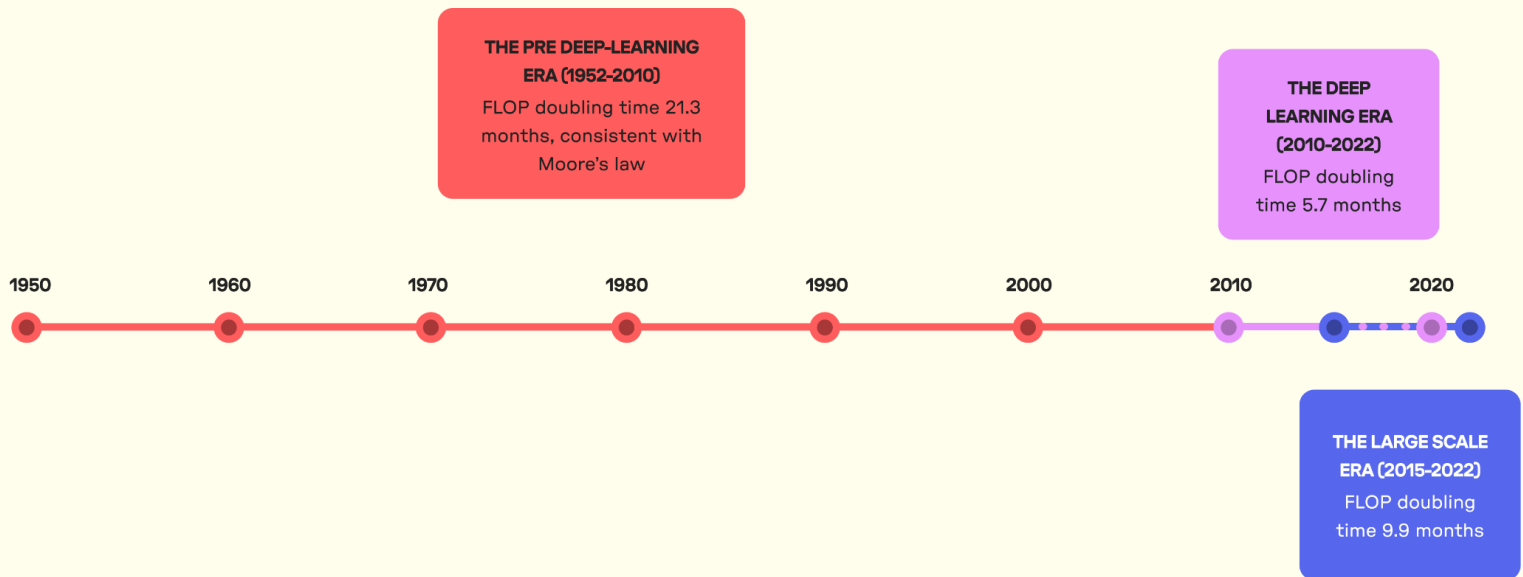 THE PRE DEEP-LEARNING
ERA (1952-2010)
FLOP doubling time 21.3
months, consistent with
Moore's law
THE DEEP
LEARNING ERA
(2010-2022)
FLOP doubling
time 5.7 months
1950
1960
1970
1980
1990
2000
2010
2020
THE LARGE SCALE
ERA (2015-2022)
FLOP doubling
time 9.9 months